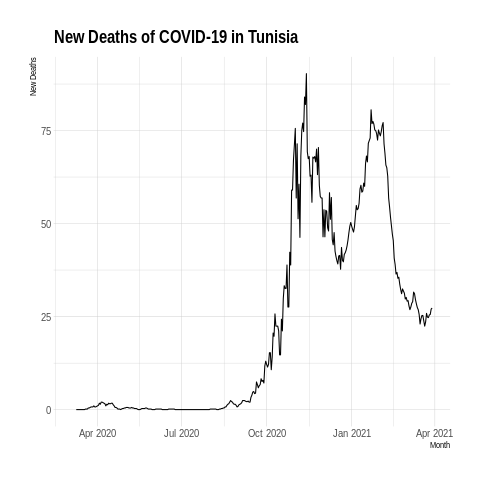 New Deaths of COVID-19 in Tunisia
New Deaths
75
50
25
0
Apr 2020 Jul 2020 Oct 2020 Jan 2021 Apr 2021
Month